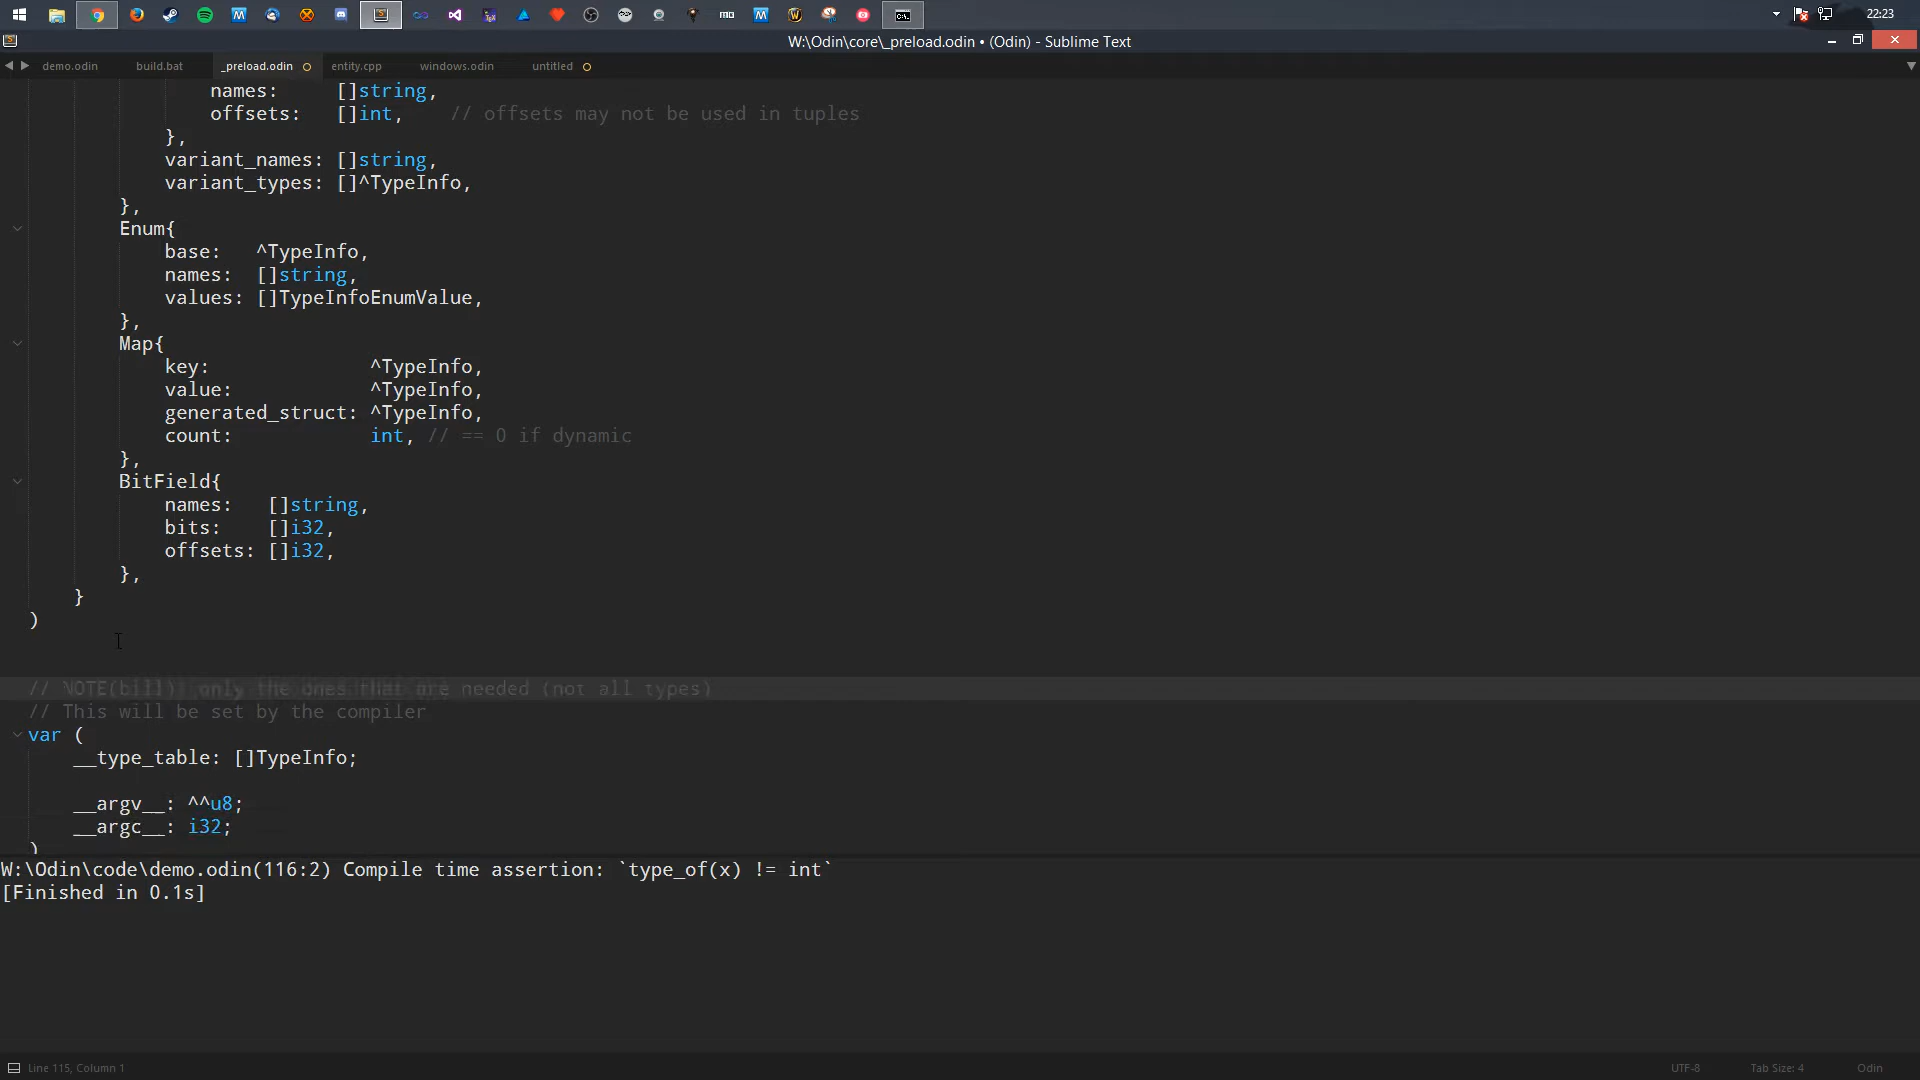 22:23
W:\Odin\core\_preload.odin • (Odin) - Sublime Text
demo.odin build.bat _preload.odin entity.cpp windows.odin untitled
names: []string,
offsets: []int, // offsets may not be used in tuples
},
variant_names: []string,
variant_types: []^TypeInfo,
},
Enum{
base: ^TypeInfo,
names: []string,
values: []TypeInfoEnumValue,
},
Map{
key: ^TypeInfo,
value: ^TypeInfo,
generated_struct: ^TypeInfo,
count: int, // == 0 if dynamic
},
BitField{
names: []string,
bits: []i32,
offsets: []i32,
},
}
)
// NOTE(bill): only the ones that are needed (not all types)
// This will be set by the compiler
var (
__type_table: []TypeInfo;
__argv__: ^^u8;
__argc__: i32;
)
W:\Odin\code\demo.odin(116:2) Compile time assertion: `type_of(x) != int`
[Finished in 0.1s]
Line 115, Column 1 UTF-8 Tab Size: 4 Odin